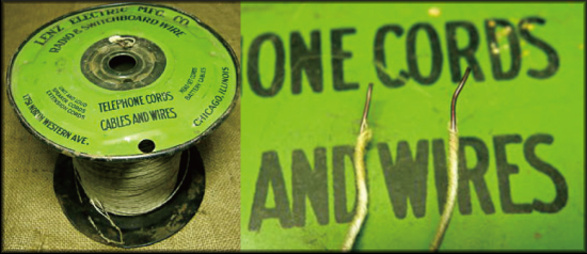 LENZ ELECTRIC MFG. CO.
RADIO & SWITCHBOARD WIRE
TELEPHONE CORDS
CABLES AND WIRES
CHICAGO, ILLINOIS
WESTERN AVE.
ONE CORDS
AND WIRES